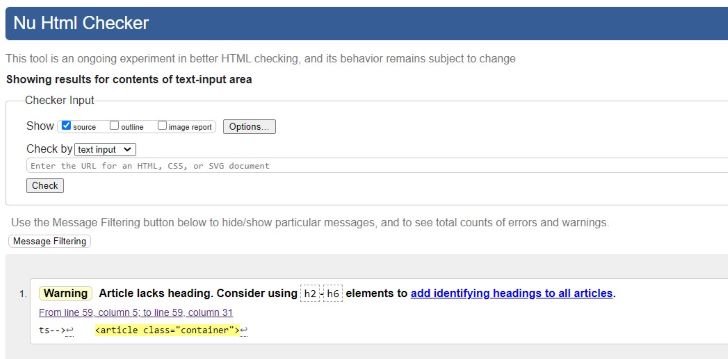 Nu Html Checker
This tool is an ongoing experiment in better HTML checking, and its behavior remains subject to change
Showing results for contents of text-input area
Checker Input
Show source outline image report Options...
Check by text input
Enter the URL for an HTML, CSS, or SVG document
Check
Use the Message Filtering button below to hide/show particular messages, and to see total counts of errors and warnings.
Message Filtering
1. Warning Article lacks heading. Consider using h2-h6 elements to add identifying headings to all articles.
From line 59, column 5; to line 59, column 31
ts-->↩ <article class="container">↩